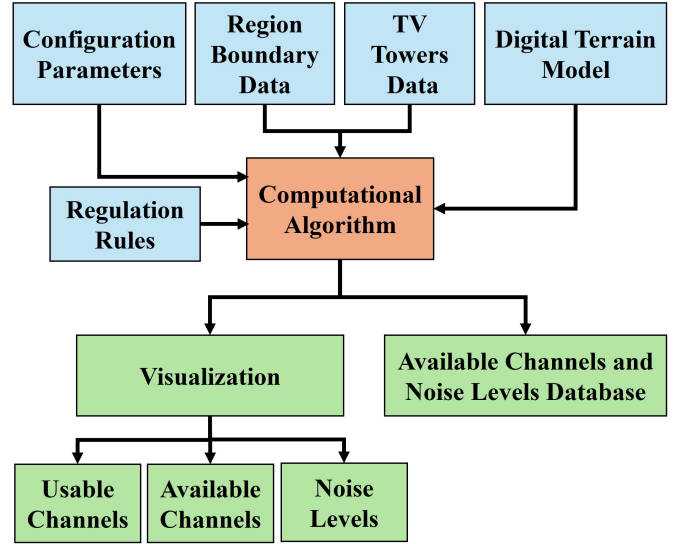 Configuration
Parameters
Region
Boundary
Data
TV
Towers
Data
Digital Terrain
Model
Computational
Algorithm
Regulation
Rules
Visualization
Available Channels and
Noise Levels Database
Usable
Channels
Available
Channels
Noise
Levels